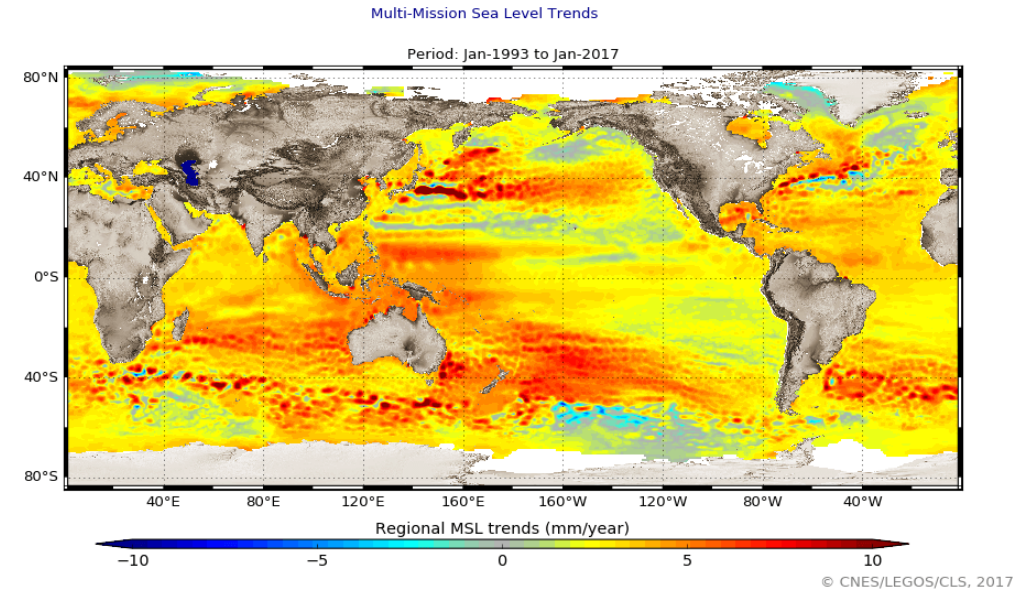 Multi-Mission Sea Level Trends
Period: Jan-1993 to Jan-2017
80°N
40°N
0°S
40°S
80°S
40°E 80°E 120°E 160°E 160°W 120°W 80°W 40°W
Regional MSL trends (mm/year)
−10 −5 0 5 10
© CNES/LEGOS/CLS, 2017